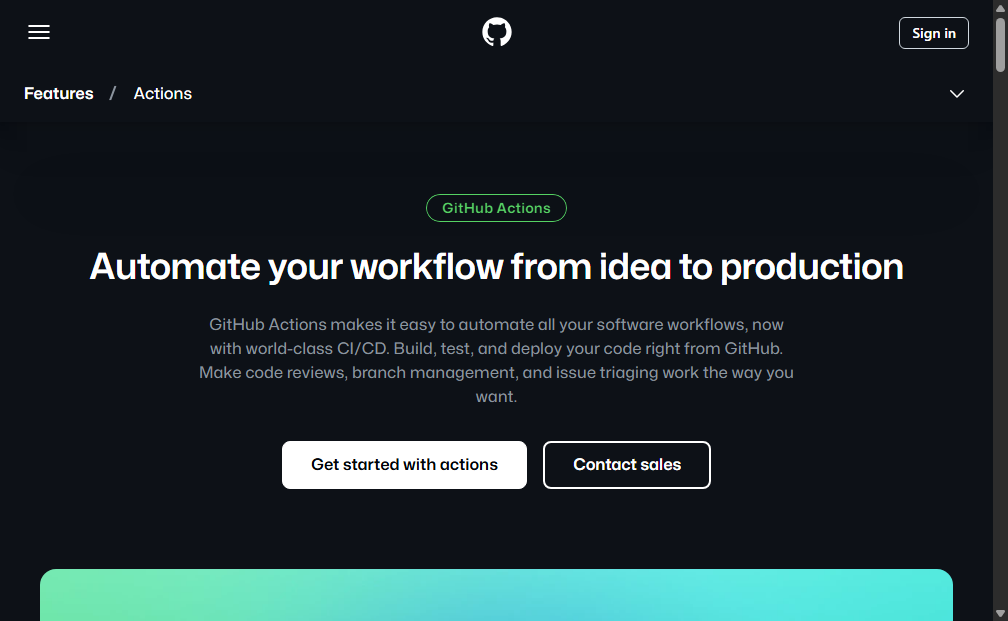 Sign in
Features / Actions
GitHub Actions
Automate your workflow from idea to production
GitHub Actions makes it easy to automate all your software workflows, now
with world-class CI/CD. Build, test, and deploy your code right from GitHub.
Make code reviews, branch management, and issue triaging work the way you
want.
Get started with actions
Contact sales